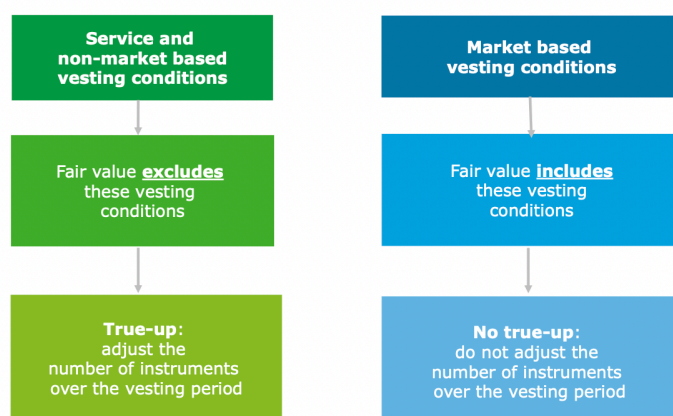 Service and
non-market based
vesting conditions
Fair value excludes
these vesting
conditions
True-up:
adjust the
number of instruments
over the vesting period
Market based
vesting conditions
Fair value includes
these vesting
conditions
No true-up:
do not adjust the
number of instruments
over the vesting period